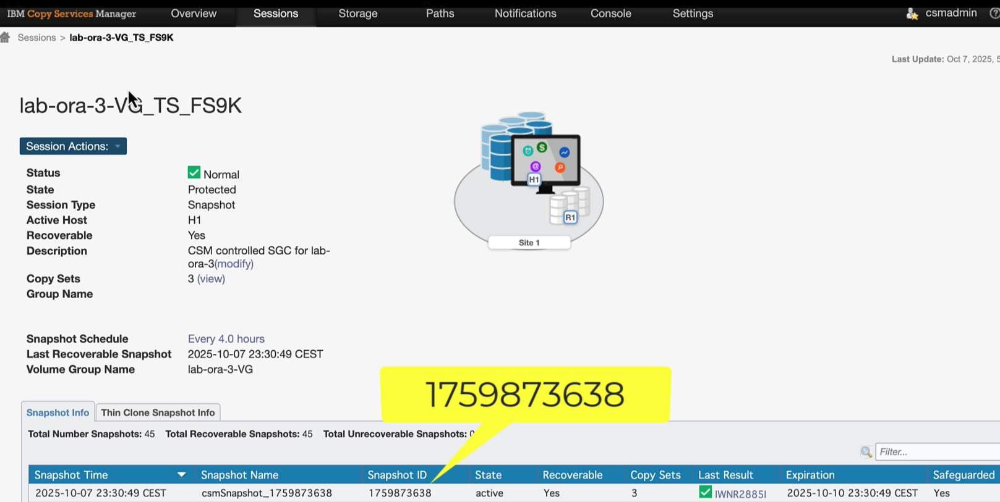 IBM Copy Services Manager Overview Sessions Storage Paths Notifications Console Settings csmadmin
Sessions > lab-ora-3-VG_TS_FS9K
Last Update: Oct 7, 2025, 5
lab-ora-3-VG_TS_FS9K
Session Actions:
Status Normal
State Protected
Session Type Snapshot
Active Host H1
Recoverable Yes
Description CSM controlled SGC for lab-
ora-3(modify)
Copy Sets 3 (view)
Group Name
H1
R1
Site 1
Snapshot Schedule Every 4.0 hours
Last Recoverable Snapshot 2025-10-07 23:30:49 CEST
Volume Group Name lab-ora-3-VG
1759873638
Snapshot Info Thin Clone Snapshot Info
Total Number Snapshots: 45 Total Recoverable Snapshots: 45 Total Unrecoverable Snapshots: 0
Filter...
Snapshot Time Snapshot Name Snapshot ID State Recoverable Copy Sets Last Result Expiration Safeguarded
2025-10-07 23:30:49 CEST csmSnapshot_1759873638 1759873638 active Yes 3 IWNR2885I 2025-10-10 23:30:49 CEST Yes